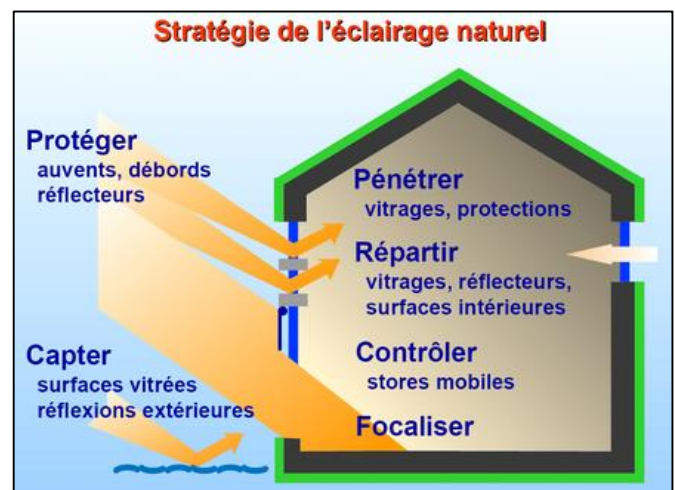 Stratégie de l'éclairage naturel
Protéger
auvents, débords
réflecteurs
Capter
surfaces vitrées
réflexions extérieures
Pénétrer
vitrages, protections
Répartir
vitrages, réflecteurs,
surfaces intérieures
Contrôler
stores mobiles
Focaliser